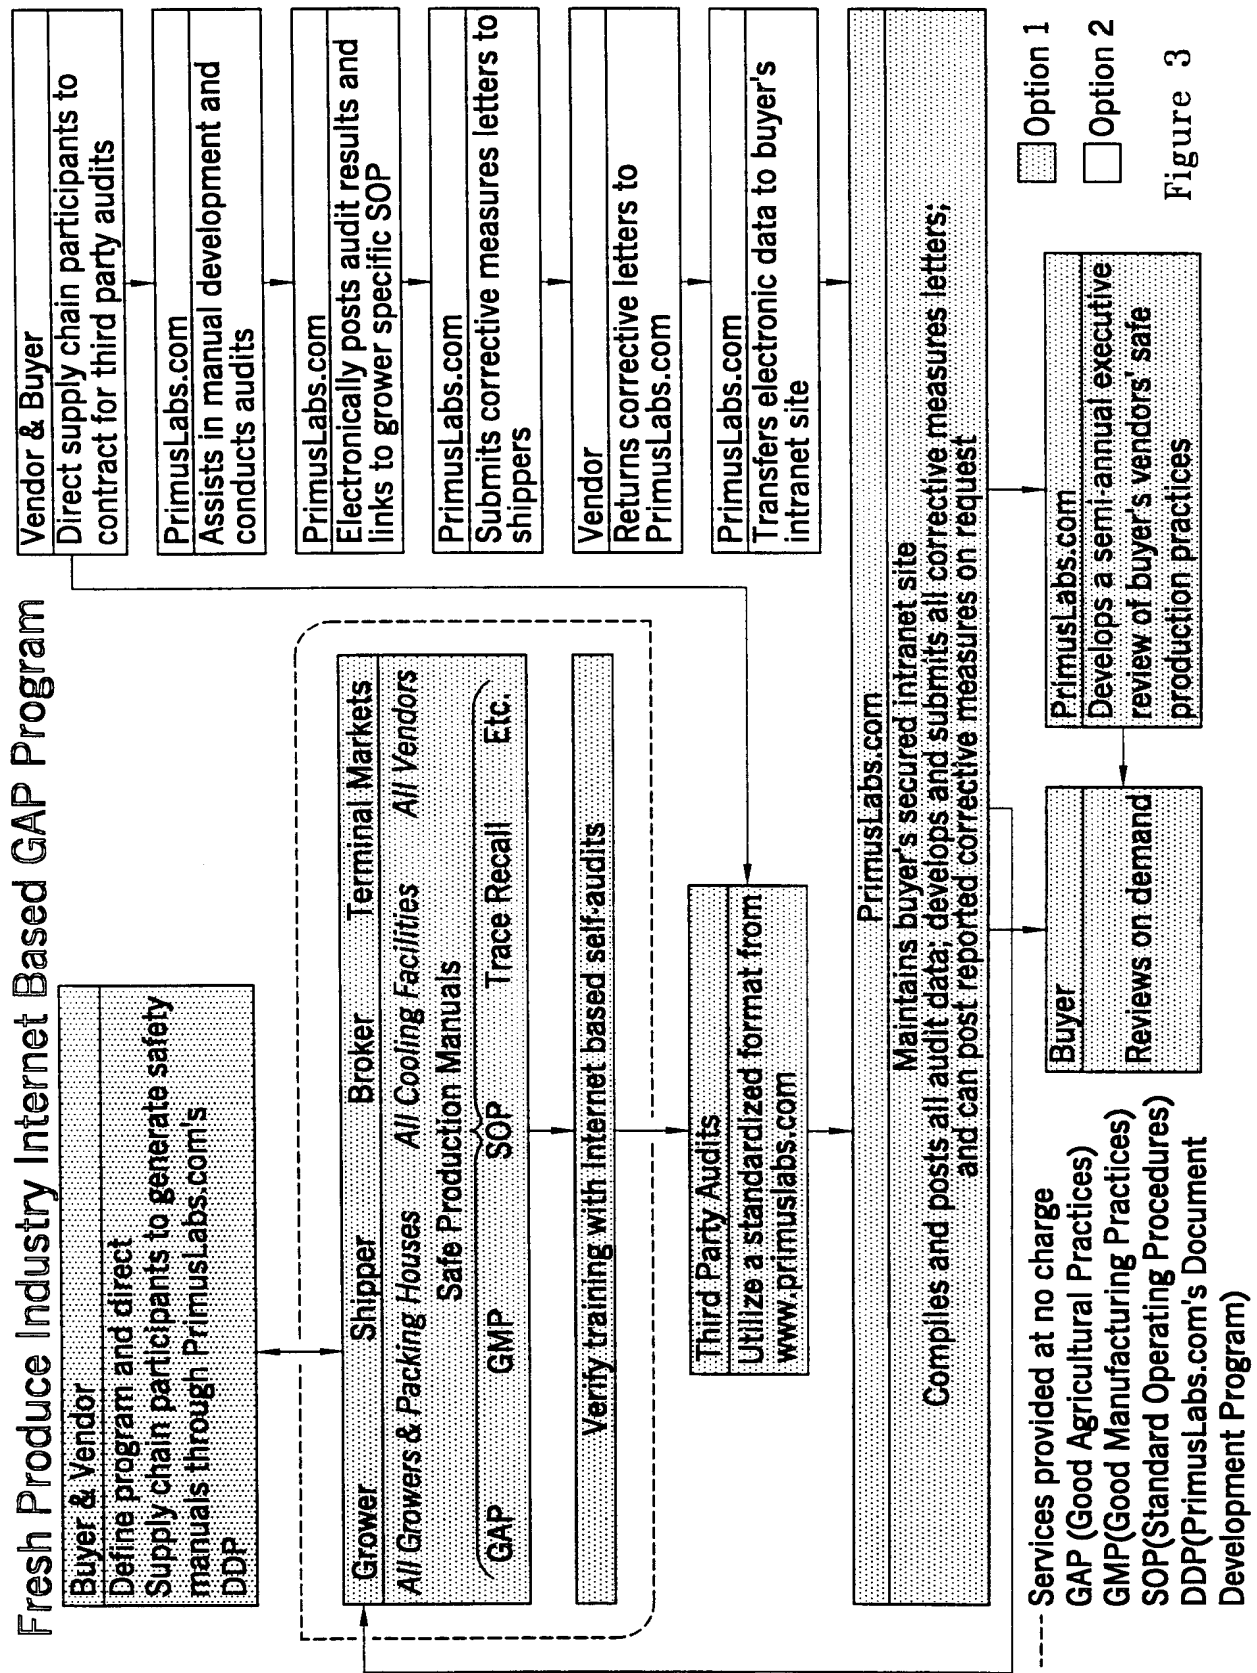 Fresh Produce Industry Internet Based GAP Program
Buyer & Vendor
Define program and direct
Supply chain participants to generate safety
manuals through PrimusLabs.com's
DDP
Grower Shipper Broker Terminal Markets
All Growers & Packing Houses All Cooling Facilities All Vendors
Safe Production Manuals
GAP GMP SOP Trace Recall Etc.
Verify training with Internet based self-audits
Third Party Audits
Utilize a standardized format from
www.primuslabs.com
Vendor & Buyer
Direct supply chain participants to
contract for third party audits
PrimusLabs.com
Assists in manual development and
conducts audits
PrimusLabs.com
Electronically posts audit results and
links to grower specific SOP
PrimusLabs.com
Submits corrective measures letters to
shippers
Vendor
Returns corrective letters to
PrimusLabs.com
PrimusLabs.com
Transfers electronic data to buyer's
intranet site
PrimusLabs.com
Maintains buyer's secured intranet site
Compiles and posts all audit data; develops and submits all corrective measures letters;
and can post reported corrective measures on request
Buyer
Reviews on demand
PrimusLabs.com
Develops a semi-annual executive
review of buyer's vendors' safe
production practices
---- Services provided at no charge
GAP (Good Agricultural Practices)
GMP(Good Manufacturing Practices)
SOP(Standard Operating Procedures)
DDP(PrimusLabs.com's Document
Development Program)
Option 1
Option 2
Figure 3